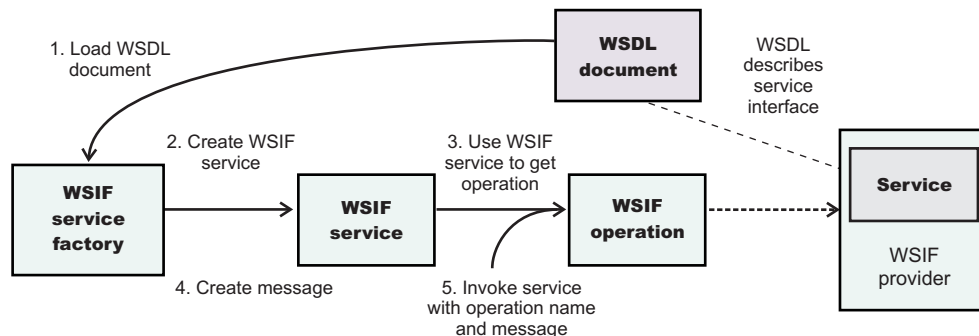 1. Load WSDL
document
WSDL
document
WSDL
describes
service
interface
2. Create WSIF
service
3. Use WSIF
service to get
operation
WSIF
service
factory
WSIF
service
WSIF
operation
Service
WSIF
provider
4. Create message
5. Invoke service
with operation name
and message